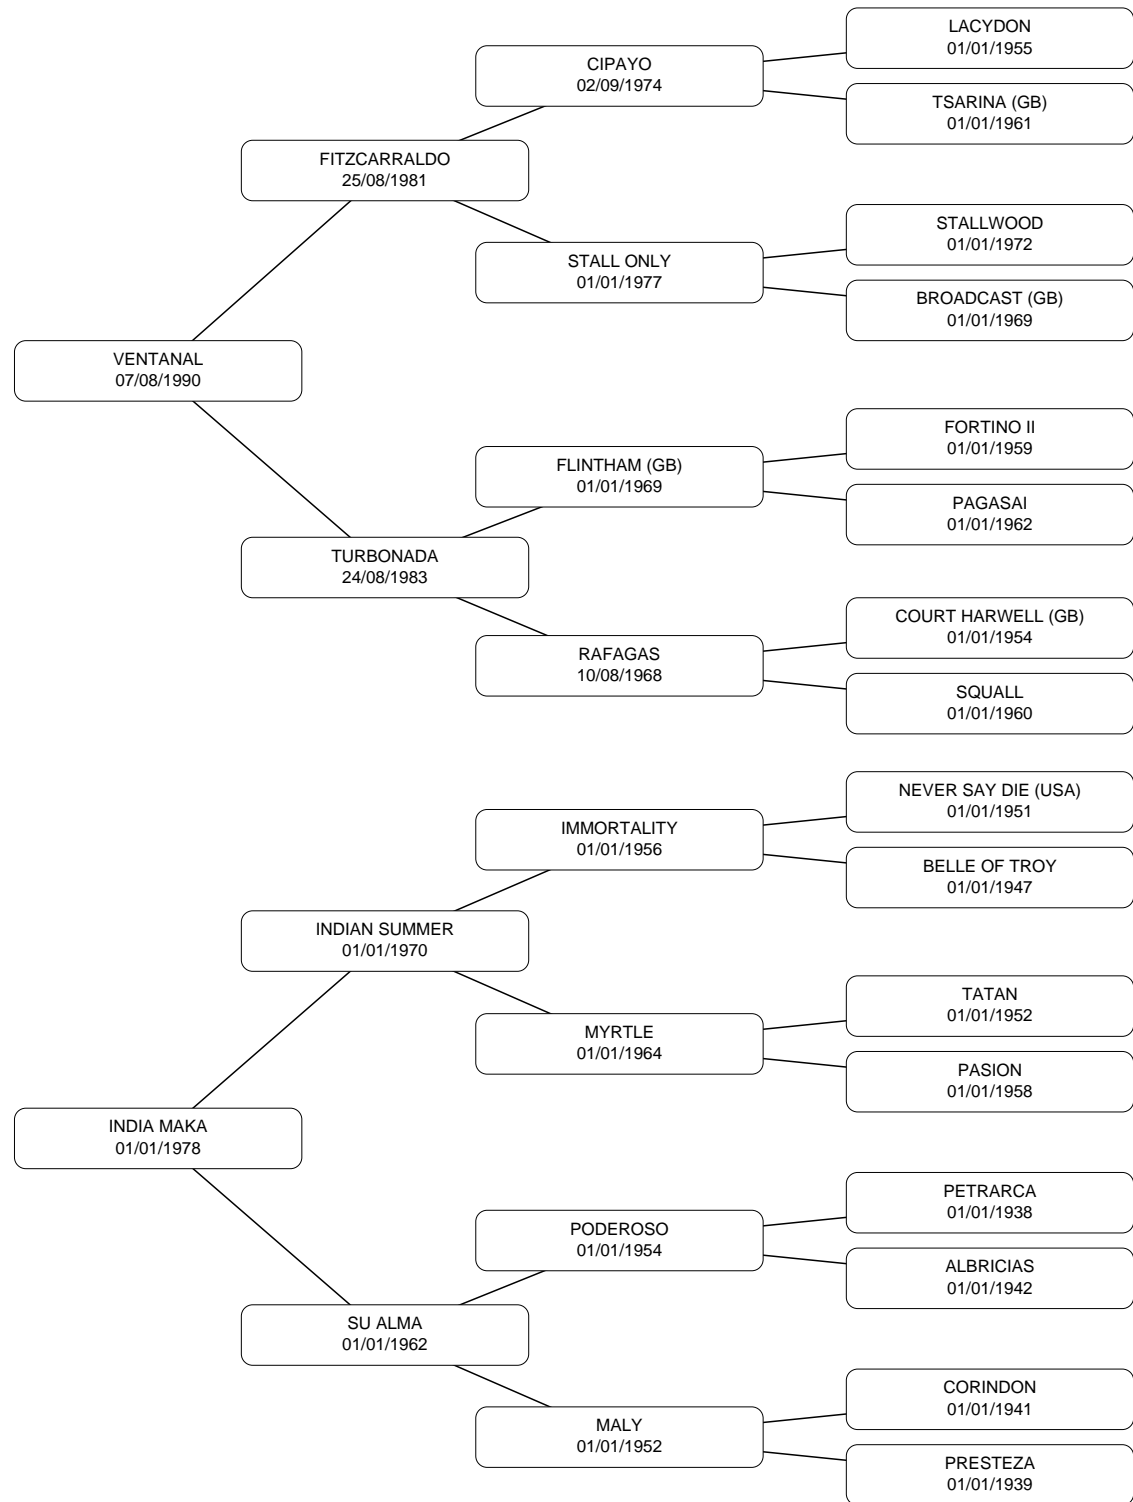 LACYDON
01/01/1955
CIPAYO
02/09/1974
TSARINA (GB)
01/01/1961
FITZCARRALDO
25/08/1981
STALLWOOD
01/01/1972
STALL ONLY
01/01/1977
BROADCAST (GB)
01/01/1969
VENTANAL
07/08/1990
FORTINO II
01/01/1959
FLINTHAM (GB)
01/01/1969
PAGASAI
01/01/1962
TURBONADA
24/08/1983
COURT HARWELL (GB)
01/01/1954
RAFAGAS
10/08/1968
SQUALL
01/01/1960
NEVER SAY DIE (USA)
01/01/1951
IMMORTALITY
01/01/1956
BELLE OF TROY
01/01/1947
INDIAN SUMMER
01/01/1970
TATAN
01/01/1952
MYRTLE
01/01/1964
PASION
01/01/1958
INDIA MAKA
01/01/1978
PETRARCA
01/01/1938
PODEROSO
01/01/1954
ALBRICIAS
01/01/1942
SU ALMA
01/01/1962
CORINDON
01/01/1941
MALY
01/01/1952
PRESTEZA
01/01/1939